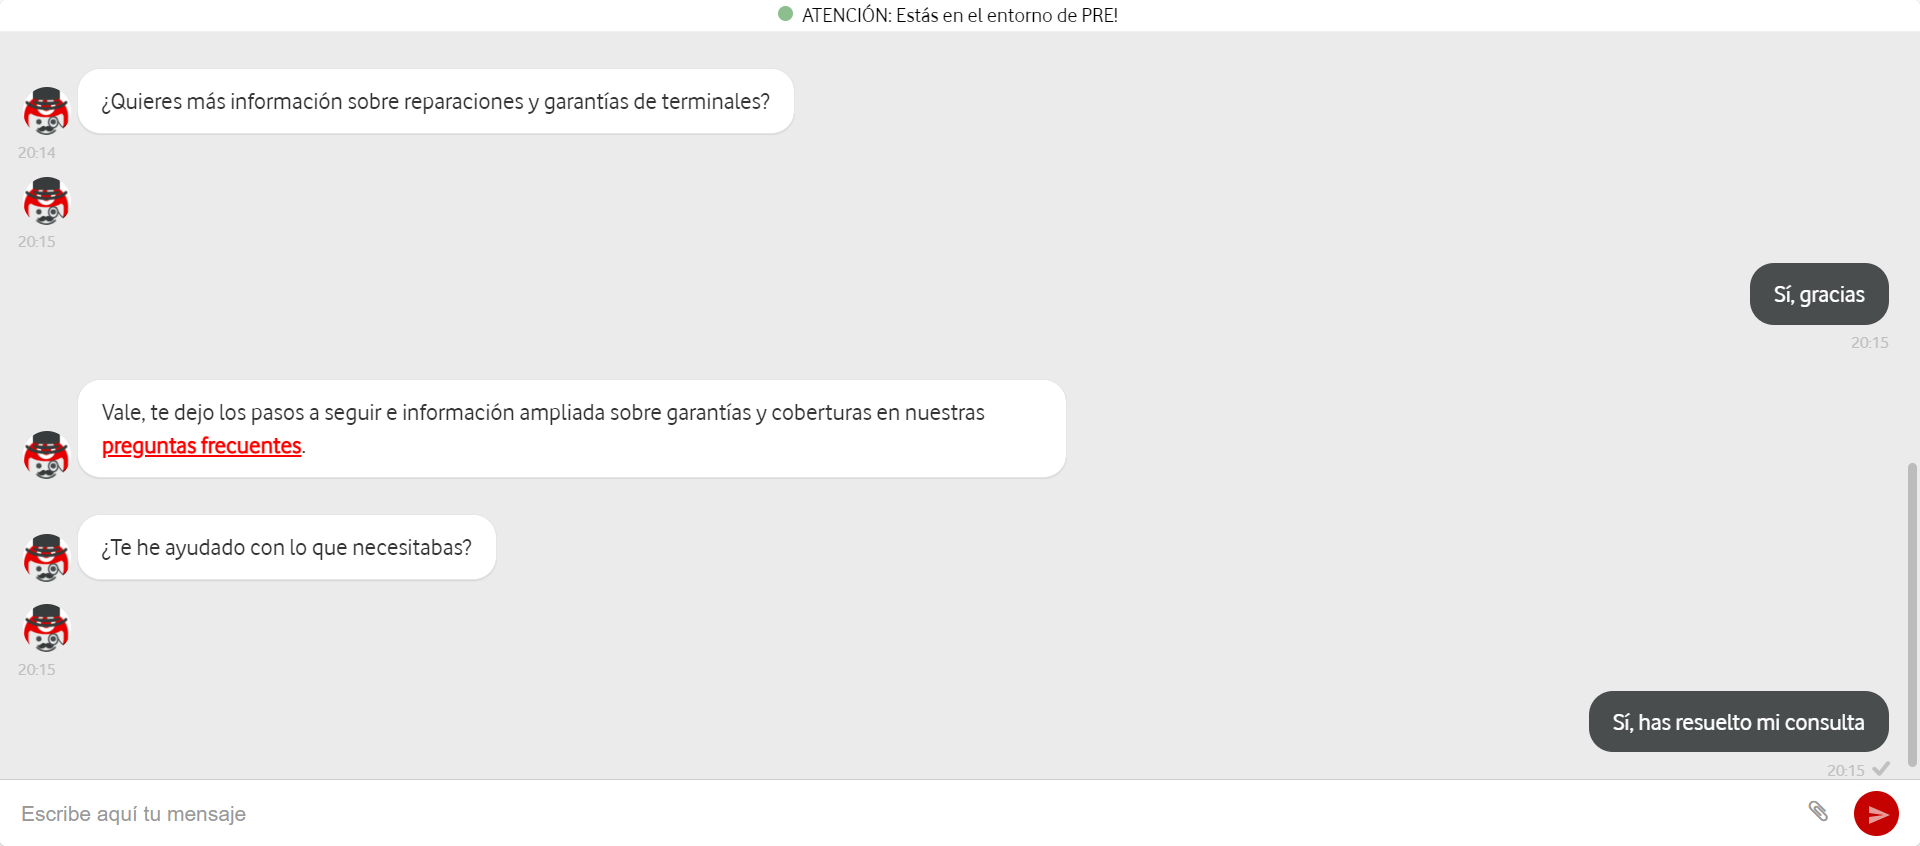 ATENCIÓN: Estás en el entorno de PRE!
¿Quieres más información sobre reparaciones y garantías de terminales?
20:14
20:15
Sí, gracias
20:15
Vale, te dejo los pasos a seguir e información ampliada sobre garantías y coberturas en nuestras
preguntas frecuentes.
¿Te he ayudado con lo que necesitabas?
20:15
Sí, has resuelto mi consulta
20:15
Escribe aquí tu mensaje